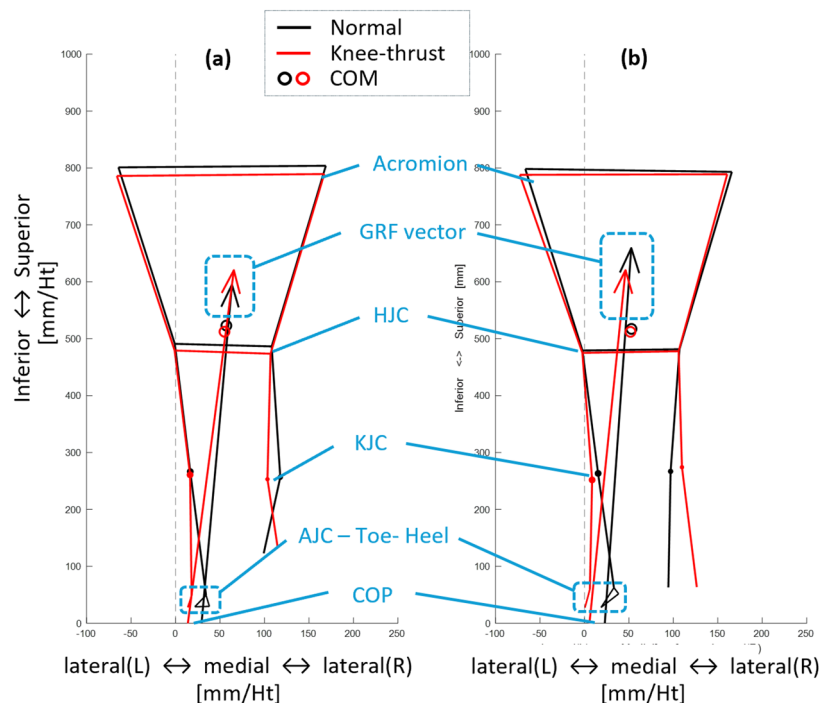 Normal
Knee-thrust
COM
(a)
(b)
Acromion
GRF vector
HJC
KJC
AJC – Toe- Heel
COP
Inferior ↔ Superior
[mm/Ht]
1000
900
800
700
600
500
400
300
200
100
0
-100
-50
0
50
100
150
200
250
lateral(L) ↔ medial ↔ lateral(R)
[mm/Ht]
Inferior <-> Superior [mm]
1000
900
800
700
600
500
400
300
200
100
0
-100
-50
0
50
100
150
200
250
lateral(L) ↔ medial ↔ lateral(R)
[mm/Ht]